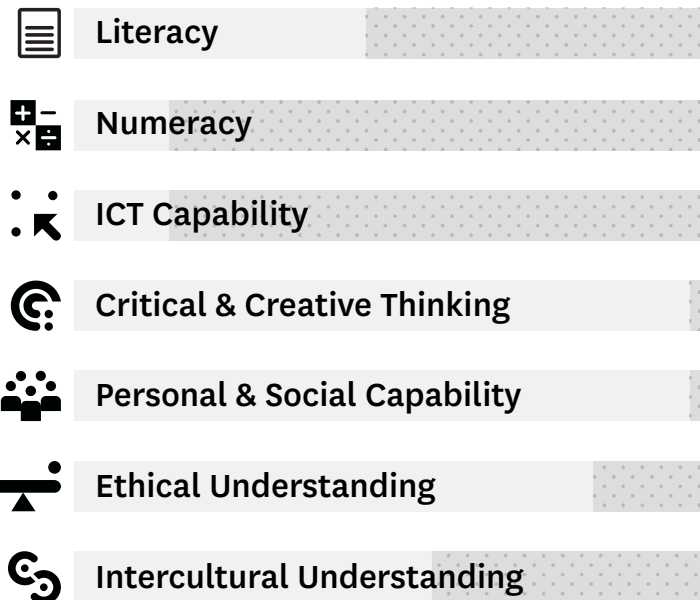 Literacy
Numeracy
ICT Capability
Critical & Creative Thinking
Personal & Social Capability
Ethical Understanding
Intercultural Understanding